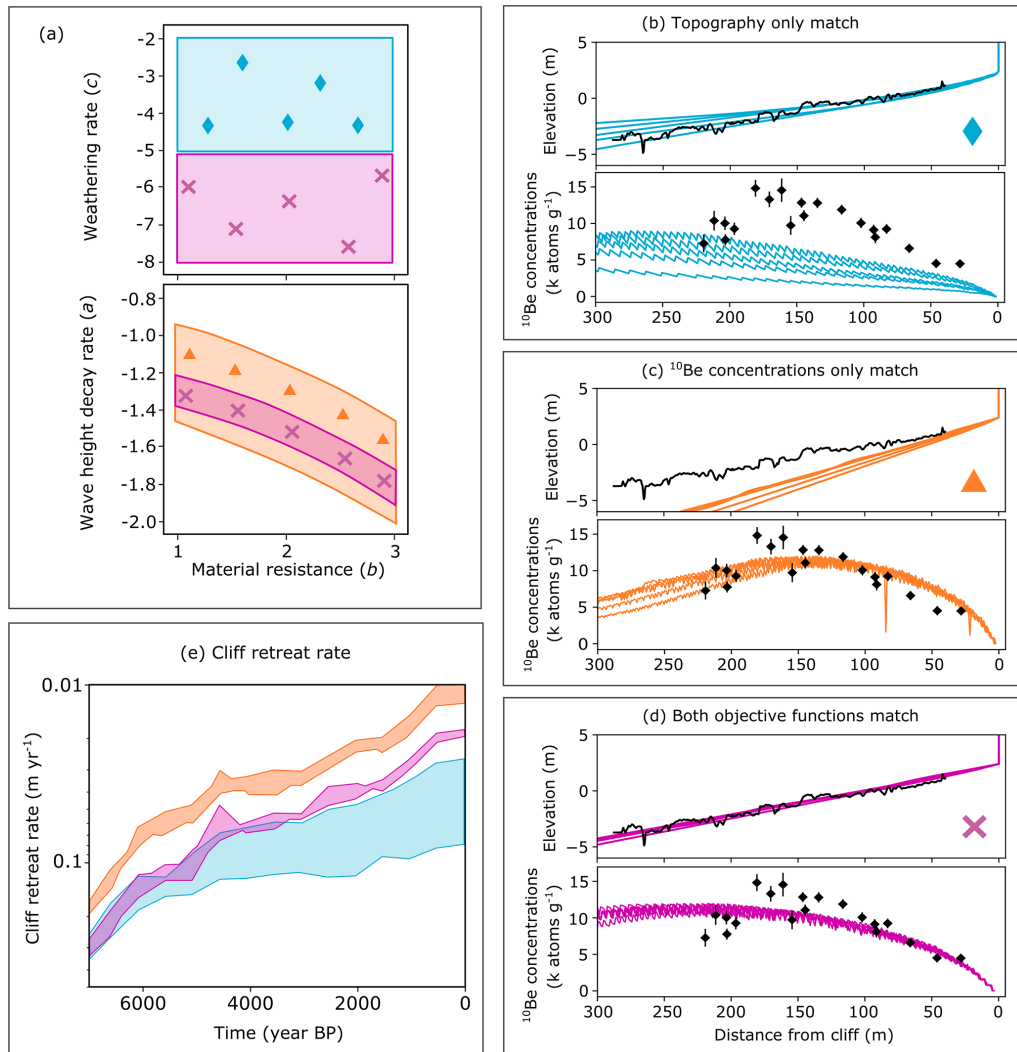 (a)
Weathering rate (c)
-2
-3
-4
-5
-6
-7
-8
Wave height decay rate (a)
-0.8
-1.0
-1.2
-1.4
-1.6
-1.8
-2.0
1 2 3
Material resistance (b)
(b) Topography only match
Elevation (m)
5
0
−5
¹⁰Be concentrations
(k atoms g⁻¹)
15
10
5
0
300 250 200 150 100 50 0
(c) ¹⁰Be concentrations only match
Elevation (m)
5
0
−5
¹⁰Be concentrations
(k atoms g⁻¹)
15
10
5
0
300 250 200 150 100 50 0
(d) Both objective functions match
Elevation (m)
5
0
−5
¹⁰Be concentrations
(k atoms g⁻¹)
15
10
5
0
300 250 200 150 100 50 0
Distance from cliff (m)
(e) Cliff retreat rate
Cliff retreat rate (m yr⁻¹)
0.01
0.1
6000 4000 2000 0
Time (year BP)